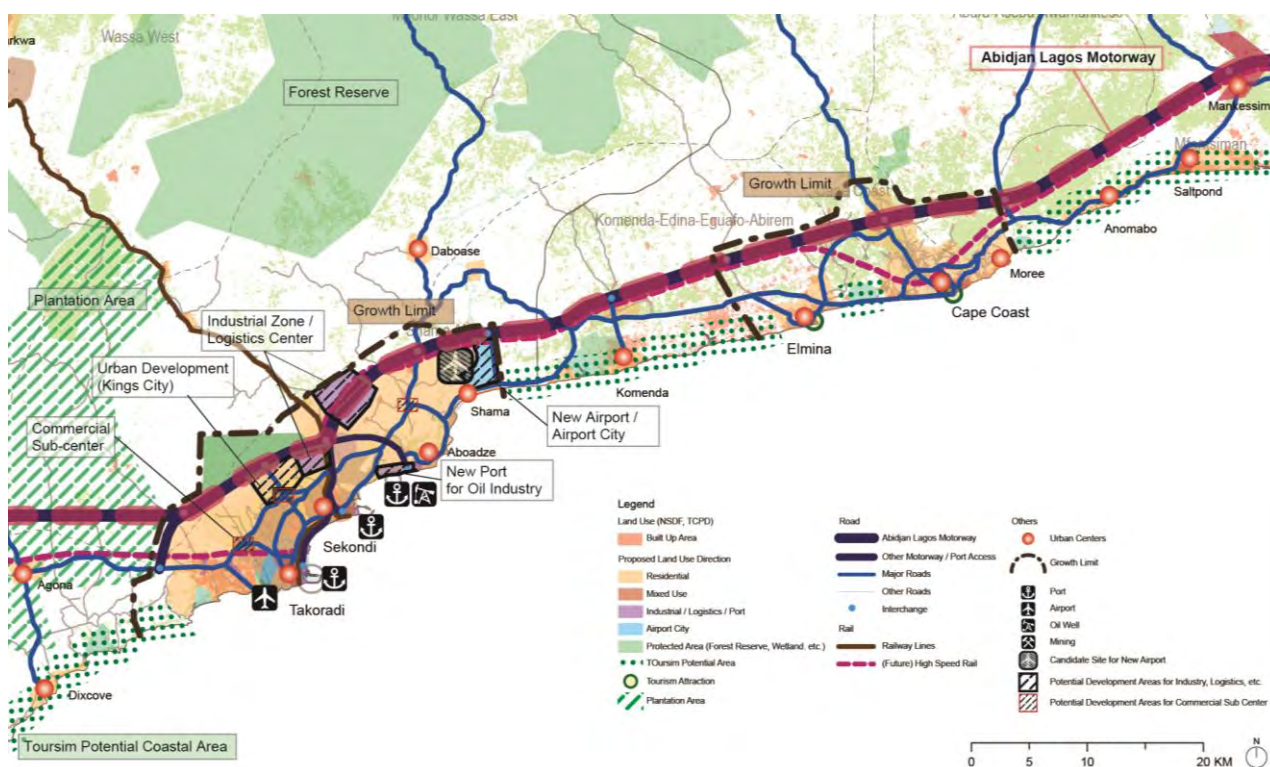 Wassa West
Forest Reserve
Abidjan Lagos Motorway
Mankessim
Saltpond
Growth Limit
Anomabo
Komenda-Edina-Eguafo-Abirem
Daboase
Moree
Plantation Area
Growth Limit
Cape Coast
Industrial Zone /
Logistics Center
Elmina
Urban Development
(Kings City)
Komenda
Shama
New Airport /
Airport City
Commercial
Sub-center
Aboadze
New Port
for Oil Industry
Sekondi
Agona
Takoradi
Dixcove
Toursim Potential Coastal Area
Legend
Land Use (NSDF, TCPD)
Built Up Area
Proposed Land Use Direction
Residential
Mixed Use
Industrial / Logistics / Port
Airport City
Protected Area (Forest Reserve, Wetland. etc.)
TOursim Potential Area
Tourism Attraction
Plantation Area
Road
Abidjan Lagos Motorway
Other Motorway / Port Access
Major Roads
Other Roads
Interchange
Rail
Railway Lines
(Future) High Speed Rail
Others
Urban Centers
Growth Limit
Port
Airport
Oil Well
Mining
Candidate Site for New Airport
Potential Development Areas for Industry, Logistics, etc.
Potential Development Areas for Commercial Sub Center
0 5 10 20 KM
N